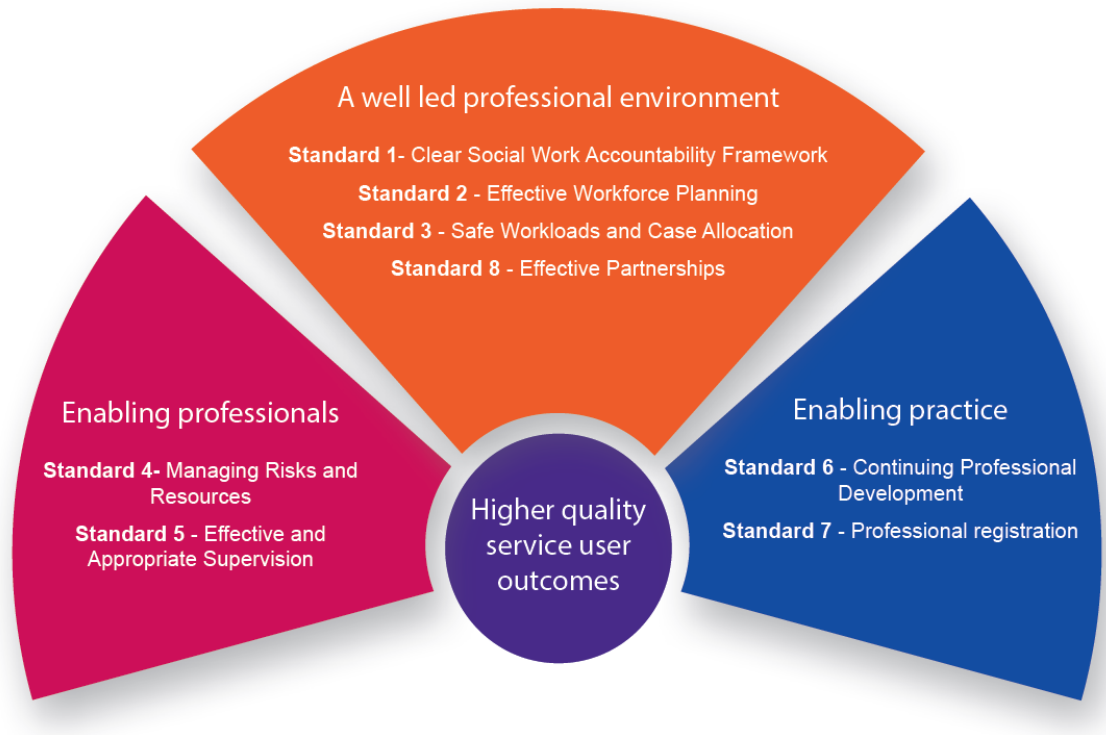 A well led professional environment
Standard 1- Clear Social Work Accountability Framework
Standard 2 - Effective Workforce Planning
Standard 3 - Safe Workloads and Case Allocation
Standard 8 - Effective Partnerships
Enabling professionals
Standard 4- Managing Risks and
Resources
Standard 5 - Effective and
Appropriate Supervision
Higher quality
service user
outcomes
Enabling practice
Standard 6 - Continuing Professional
Development
Standard 7 - Professional registration